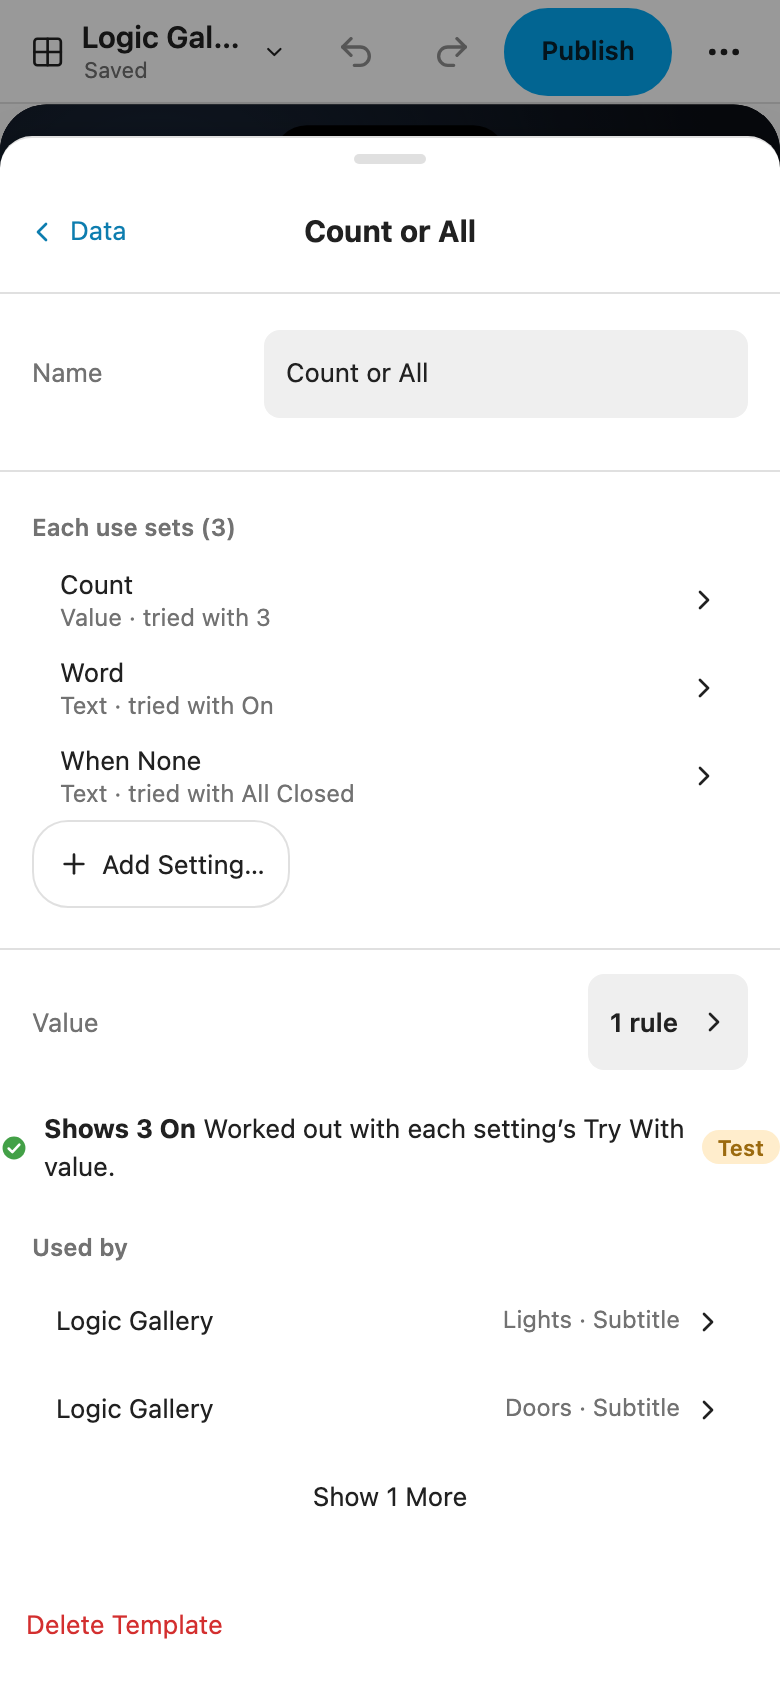 Logic Gal...
Saved
Publish
Data
Count or All
Name
Count or All
Each use sets (3)
Count
Value · tried with 3
Word
Text · tried with On
When None
Text · tried with All Closed
Add Setting...
Value
1 rule
Shows 3 On Worked out with each setting’s Try With
value.
Test
Used by
Logic Gallery
Lights · Subtitle
Logic Gallery
Doors · Subtitle
Show 1 More
Delete Template